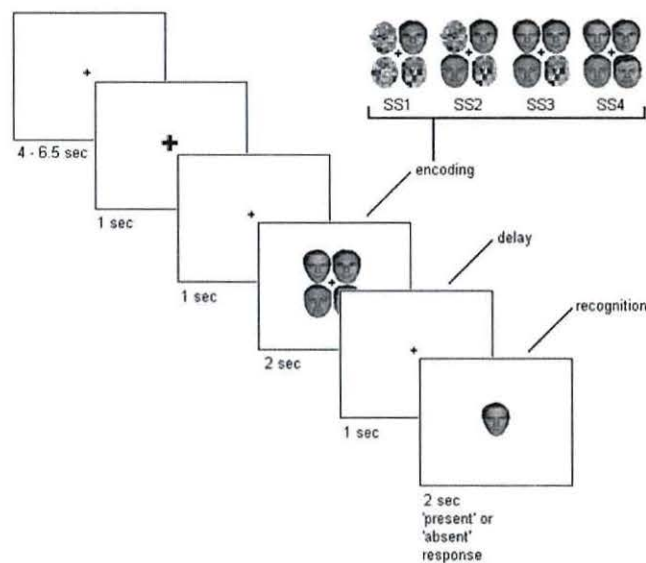 SS1 SS2 SS3 SS4
4 - 6.5 sec
encoding
1 sec
delay
1 sec
recognition
2 sec
1 sec
2 sec
'present' or
'absent'
response